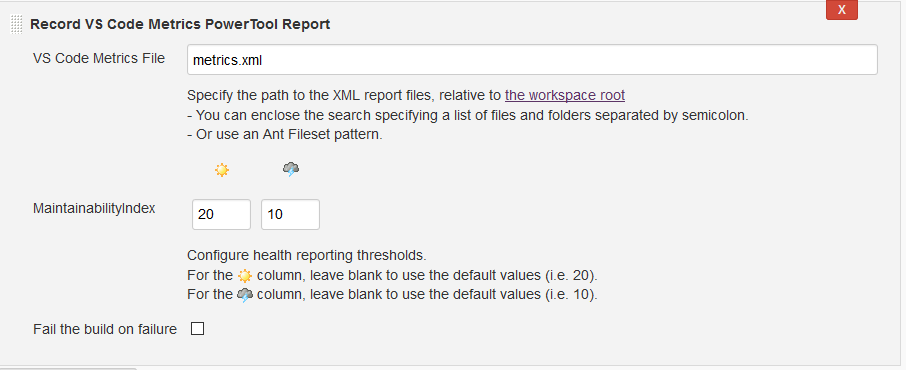 X
Record VS Code Metrics PowerTool Report
VS Code Metrics File metrics.xml
Specify the path to the XML report files, relative to the workspace root
- You can enclose the search specifying a list of files and folders separated by semicolon.
- Or use an Ant Fileset pattern.
MaintainabilityIndex 20 10
Configure health reporting thresholds.
For the column, leave blank to use the default values (i.e. 20).
For the column, leave blank to use the default values (i.e. 10).
Fail the build on failure